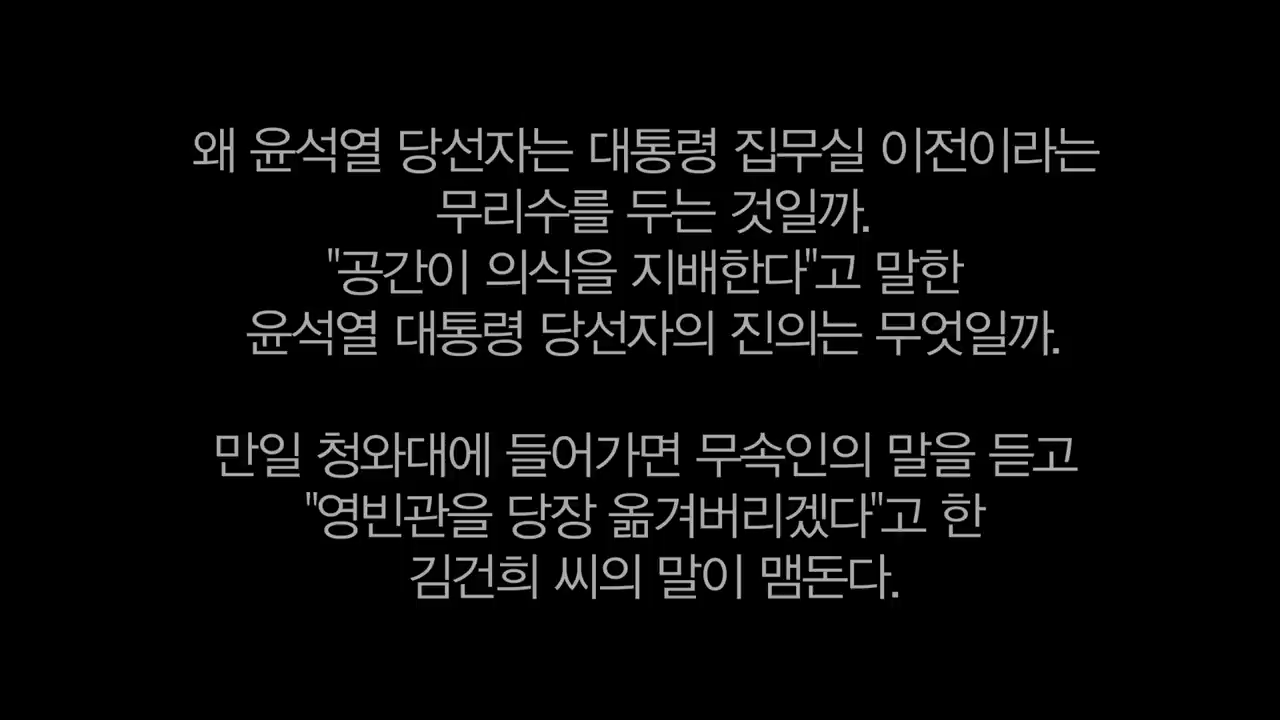 왜 윤석열 당선자는 대통령 집무실 이전이라는
무리수를 두는 것일까.
"공간이 의식을 지배한다"고 말한
윤석열 대통령 당선자의 진의는 무엇일까.
만일 청와대에 들어가면 무속인의 말을 듣고
"영빈관을 당장 옮겨버리겠다"고 한
김건희 씨의 말이 맴돈다.